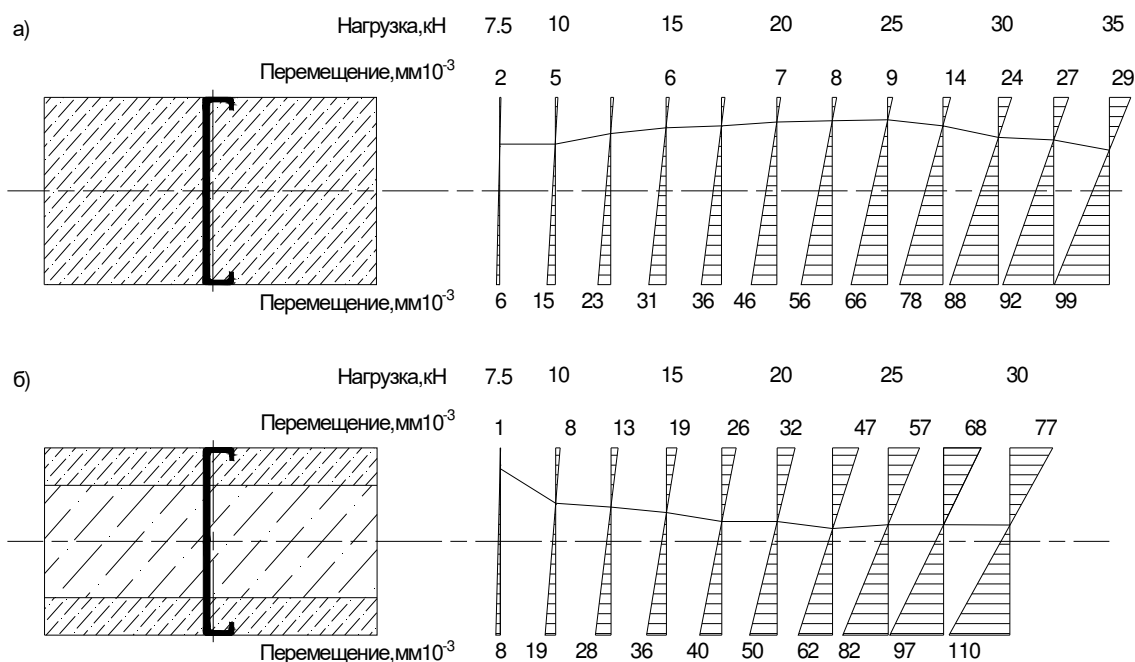 а) Нагрузка,кН 7.5 10 15 20 25 30 35
Перемещение,мм10⁻³ 2 5 6 7 8 9 14 24 27 29
Перемещение,мм10⁻³ 6 15 23 31 36 46 56 66 78 88 92 99
б) Нагрузка,кН 7.5 10 15 20 25 30
Перемещение,мм10⁻³ 1 8 13 19 26 32 47 57 68 77
Перемещение,мм10⁻³ 8 19 28 36 40 50 62 82 97 110